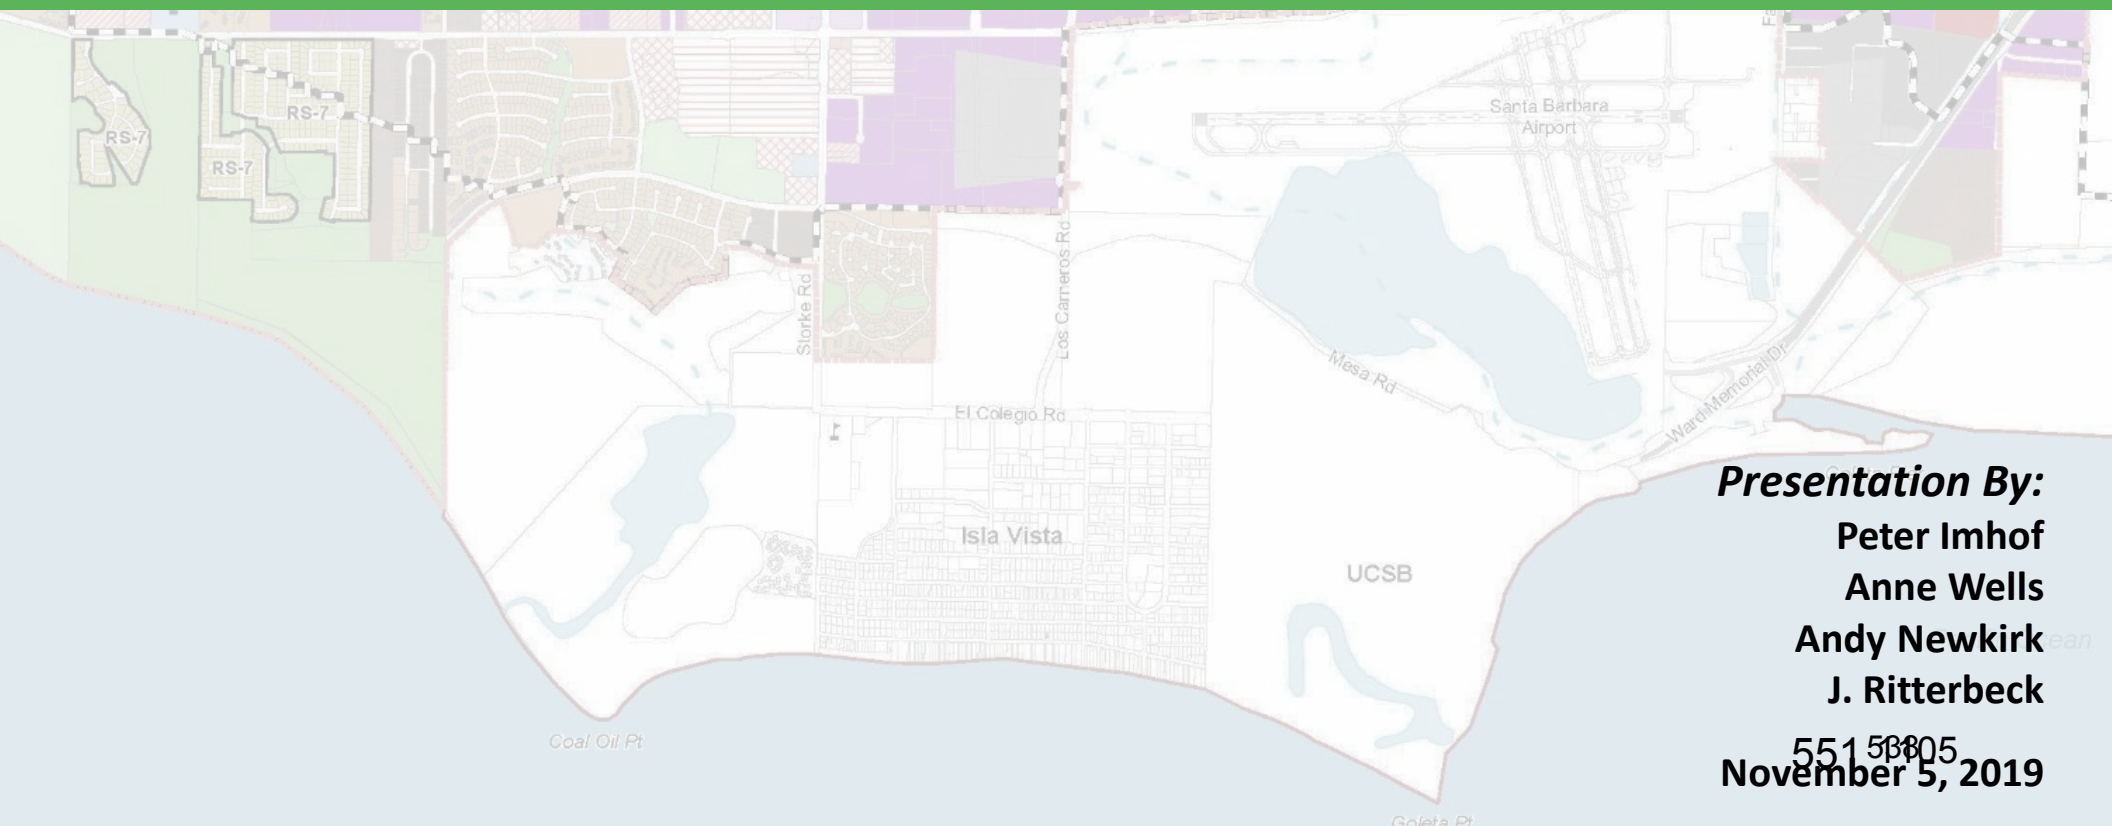 RS-7
RS-7
RS-7
Santa Barbara
Airport
Storke Rd
Los Carneros Rd
Mesa Rd
Ward Memorial Dr
El Colegio Rd
Isla Vista
UCSB
Coal Oil Pt
Goleta Pt
Presentation By:
Peter Imhof
Anne Wells
Andy Newkirk
J. Ritterbeck
551
538
November 5, 2019